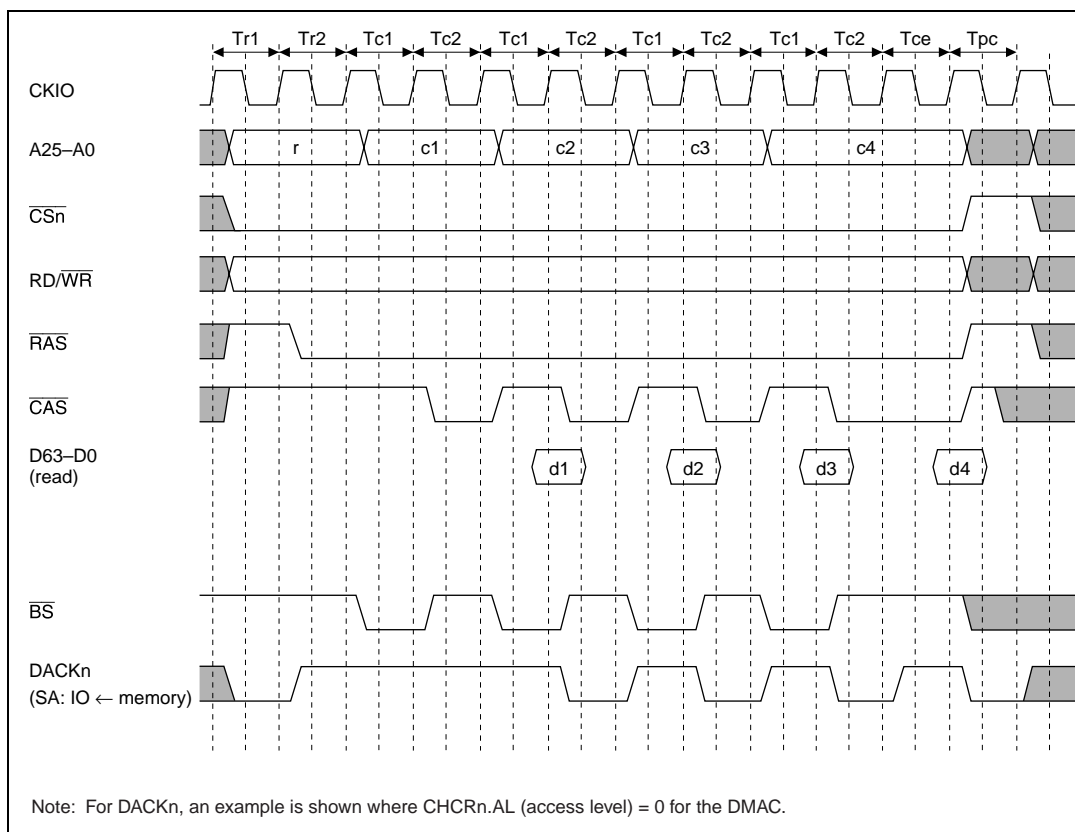 Tr1 Tr2 Tc1 Tc2 Tc1 Tc2 Tc1 Tc2 Tc1 Tc2 Tce Tpc
CKIO
A25–A0 r c1 c2 c3 c4
CSn
RD/WR
RAS
CAS
D63–D0
(read)
d1 d2 d3 d4
BS
DACKn
(SA: IO ← memory)
Note: For DACKn, an example is shown where CHCRn.AL (access level) = 0 for the DMAC.